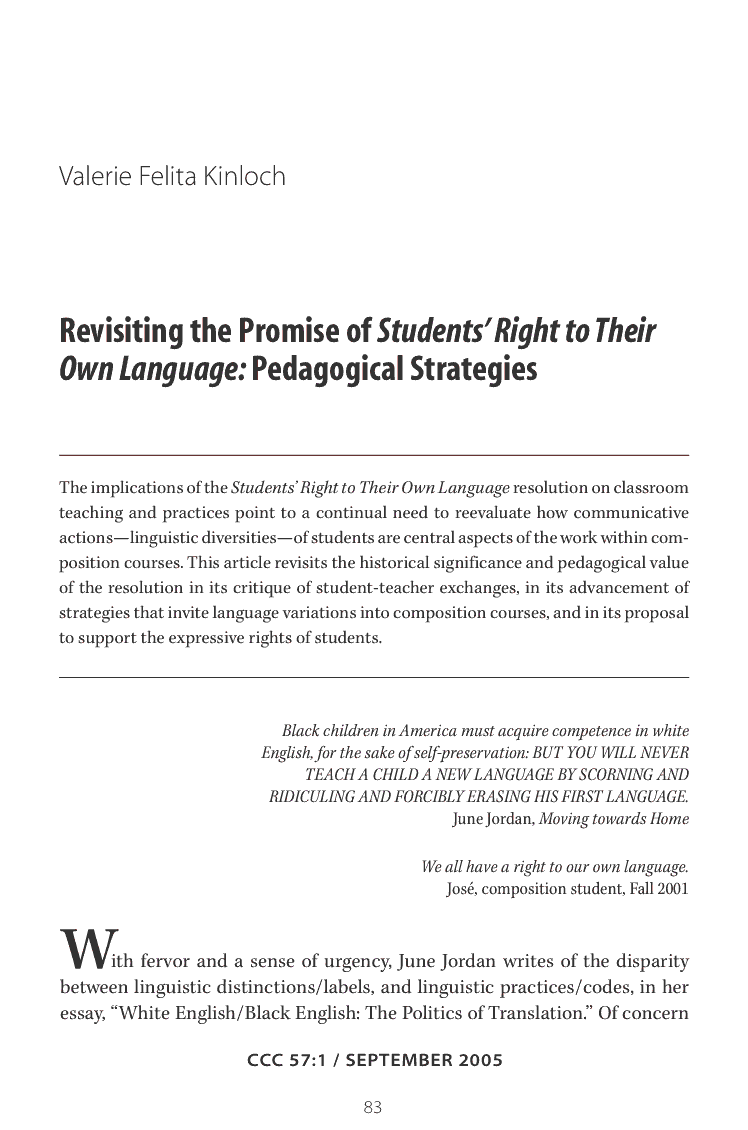 Valerie Felita Kinloch
Revisiting the Promise of Students’ Right to Their
Own Language: Pedagogical Strategies
The implications of the Students’ Right to Their Own Language resolution on classroom
teaching and practices point to a continual need to reevaluate how communicative
actions—linguistic diversities—of students are central aspects of the work within com-
position courses. This article revisits the historical significance and pedagogical value
of the resolution in its critique of student-teacher exchanges, in its advancement of
strategies that invite language variations into composition courses, and in its proposal
to support the expressive rights of students.
Black children in America must acquire competence in white
English, for the sake of self-preservation: BUT YOU WILL NEVER
TEACH A CHILD A NEW LANGUAGE BY SCORNING AND
RIDICULING AND FORCIBLY ERASING HIS FIRST LANGUAGE.
June Jordan, Moving towards Home
We all have a right to our own language.
José, composition student, Fall 2001
With fervor and a sense of urgency, June Jordan writes of the disparity
between linguistic distinctions/labels, and linguistic practices/codes, in her
essay, “White English/Black English: The Politics of Translation.” Of concern
CCC 57:1 / SEPTEMBER 2005
83